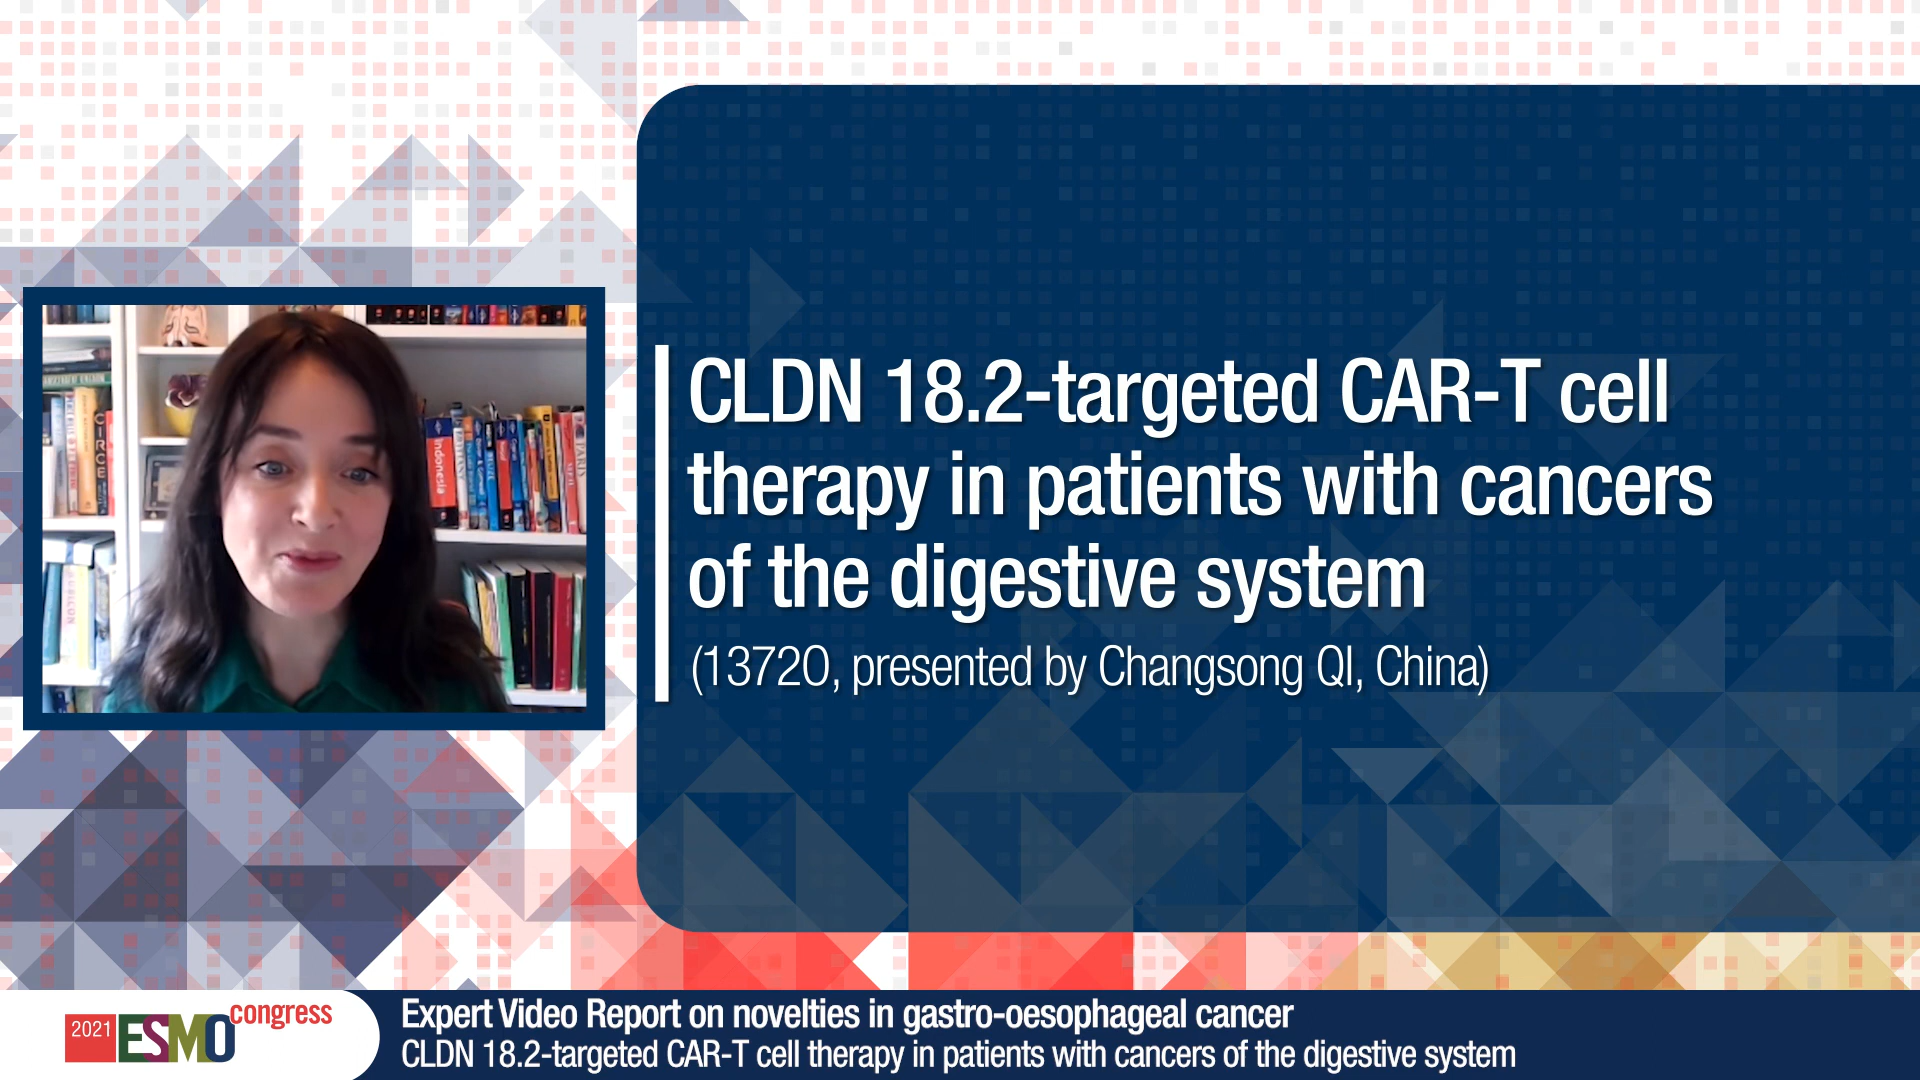 CLDN 18.2-targeted CAR-T cell
therapy in patients with cancers
of the digestive system
(1372O, presented by Changsong QI, China)
CIRCE
Indonesia
2021 ESMO congress
Expert Video Report on novelties in gastro-oesophageal cancer
CLDN 18.2-targeted CAR-T cell therapy in patients with cancers of the digestive system